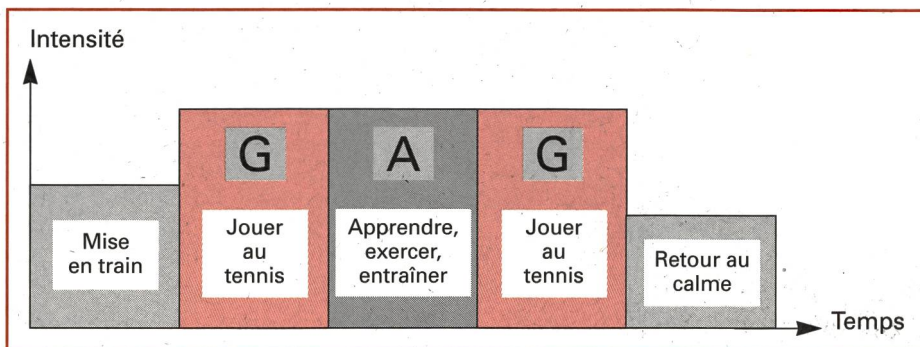 Intensité
G
A
G
Mise
en train
Jouer
au
tennis
Apprendre,
exercer,
entraîner
Jouer
au
tennis
Retour au
calme
Temps